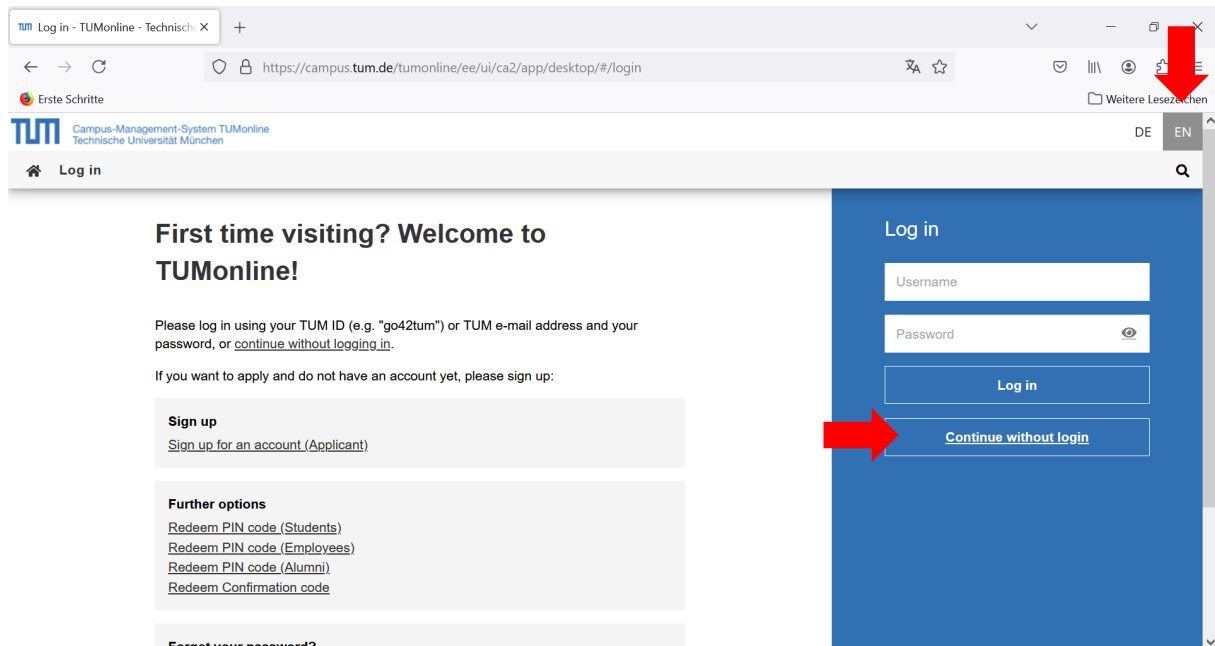 Log in - TUMonline - Technisch
https://campus.tum.de/tumonline/ee/ui/ca2/app/desktop/#/login
Erste Schritte
Weitere Lesezeichen
TUM
Campus-Management-System TUMonline
Technische Universität München
DE EN
Log in
First time visiting? Welcome to
TUMonline!
Please log in using your TUM ID (e.g. "go42tum") or TUM e-mail address and your
password, or continue without logging in.
If you want to apply and do not have an account yet, please sign up:
Sign up
Sign up for an account (Applicant)
Further options
Redeem PIN code (Students)
Redeem PIN code (Employees)
Redeem PIN code (Alumni)
Redeem Confirmation code
Forgot your password?
Log in
Username
Password
Log in
Continue without login